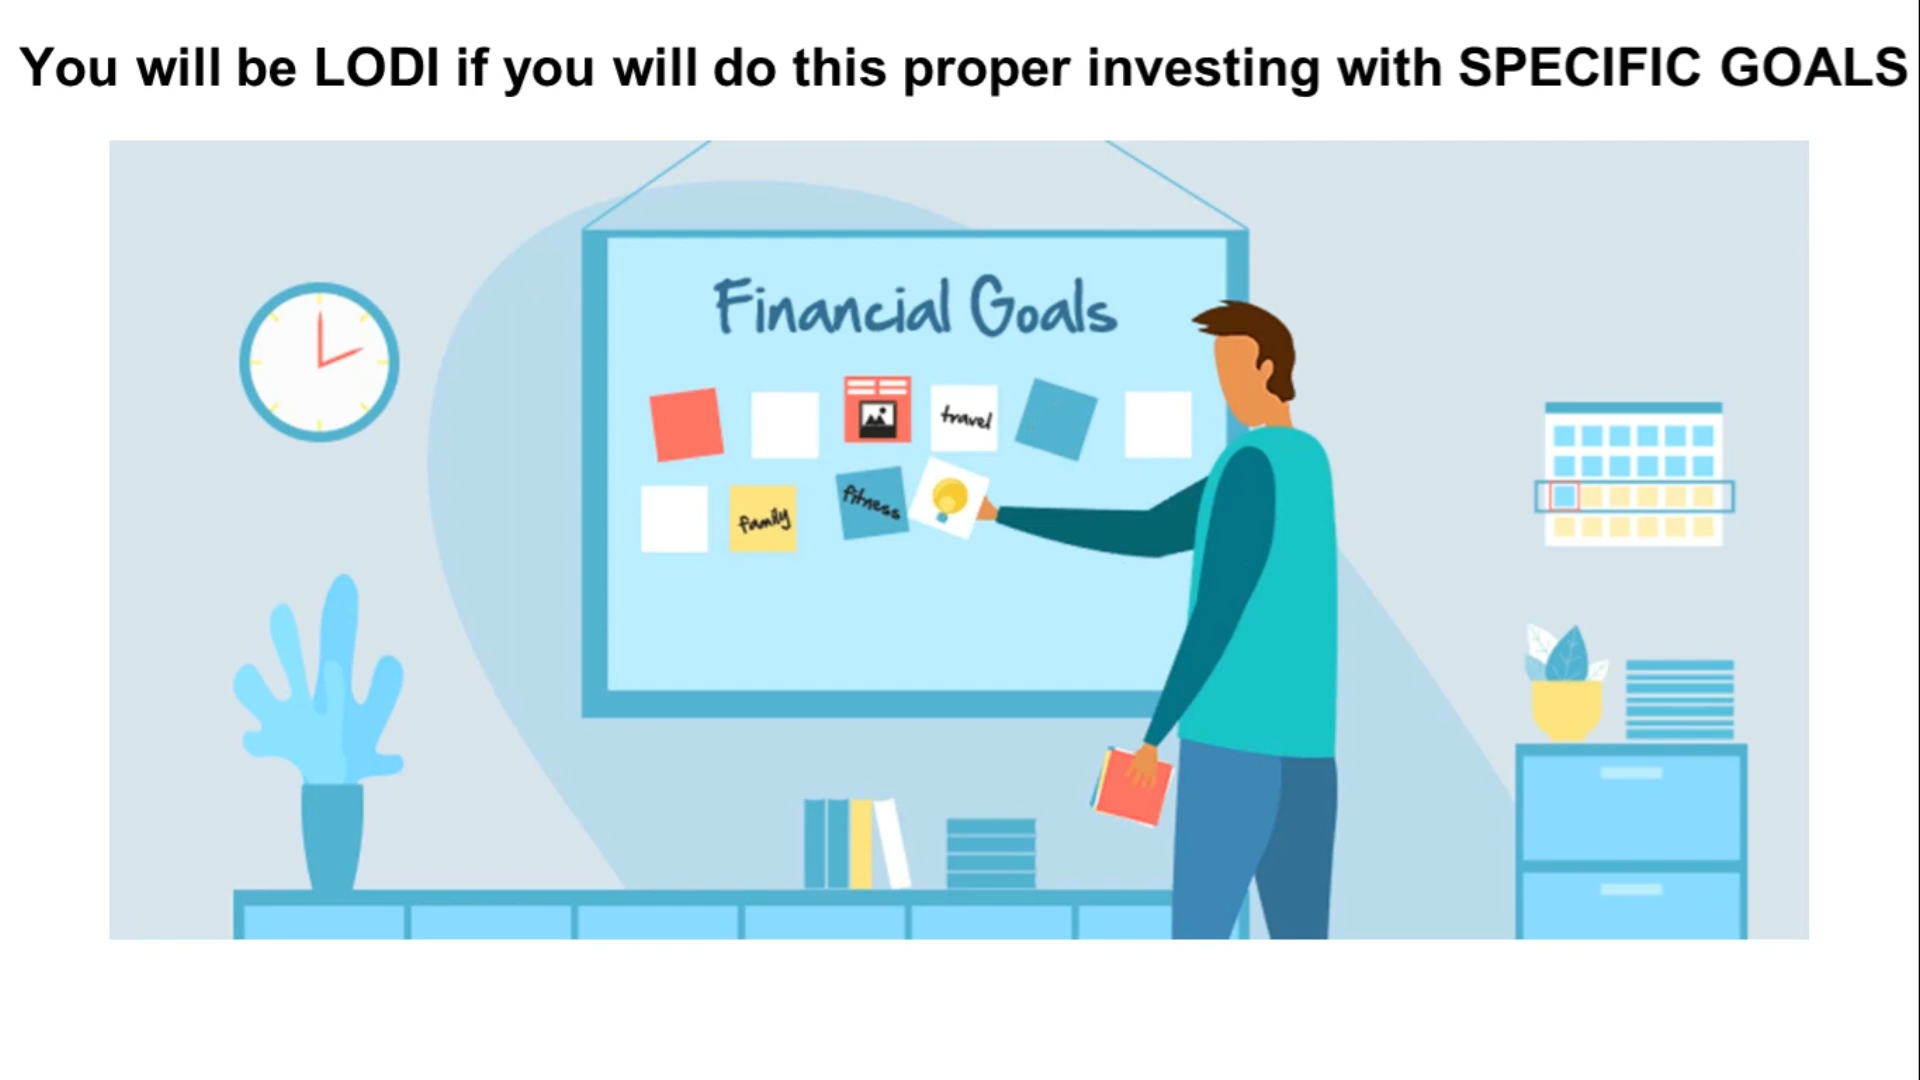 You will be LODI if you will do this proper investing with SPECIFIC GOALS
Financial Goals
travel
family
fitness